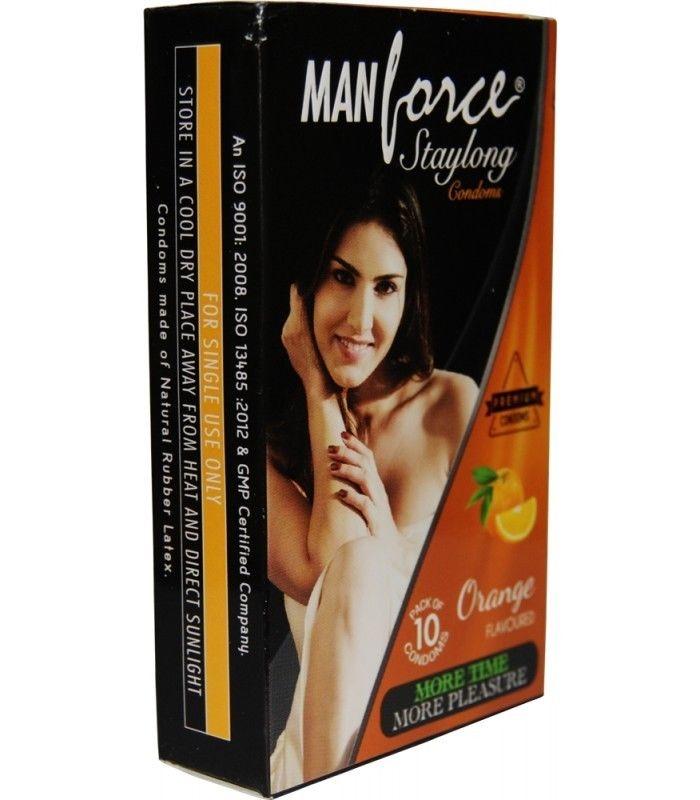 MANforce®
Staylong
Condoms
PREMIUM
CONDOMS
Orange
FLAVOURED
PACK OF
10
CONDOMS
MORE TIME
MORE PLEASURE
An ISO 9001: 2008, ISO 13485 :2012 & GMP Certified Company.
FOR SINGLE USE ONLY
STORE IN A COOL DRY PLACE AWAY FROM HEAT AND DIRECT SUNLIGHT
Condoms made of Natural Rubber Latex.